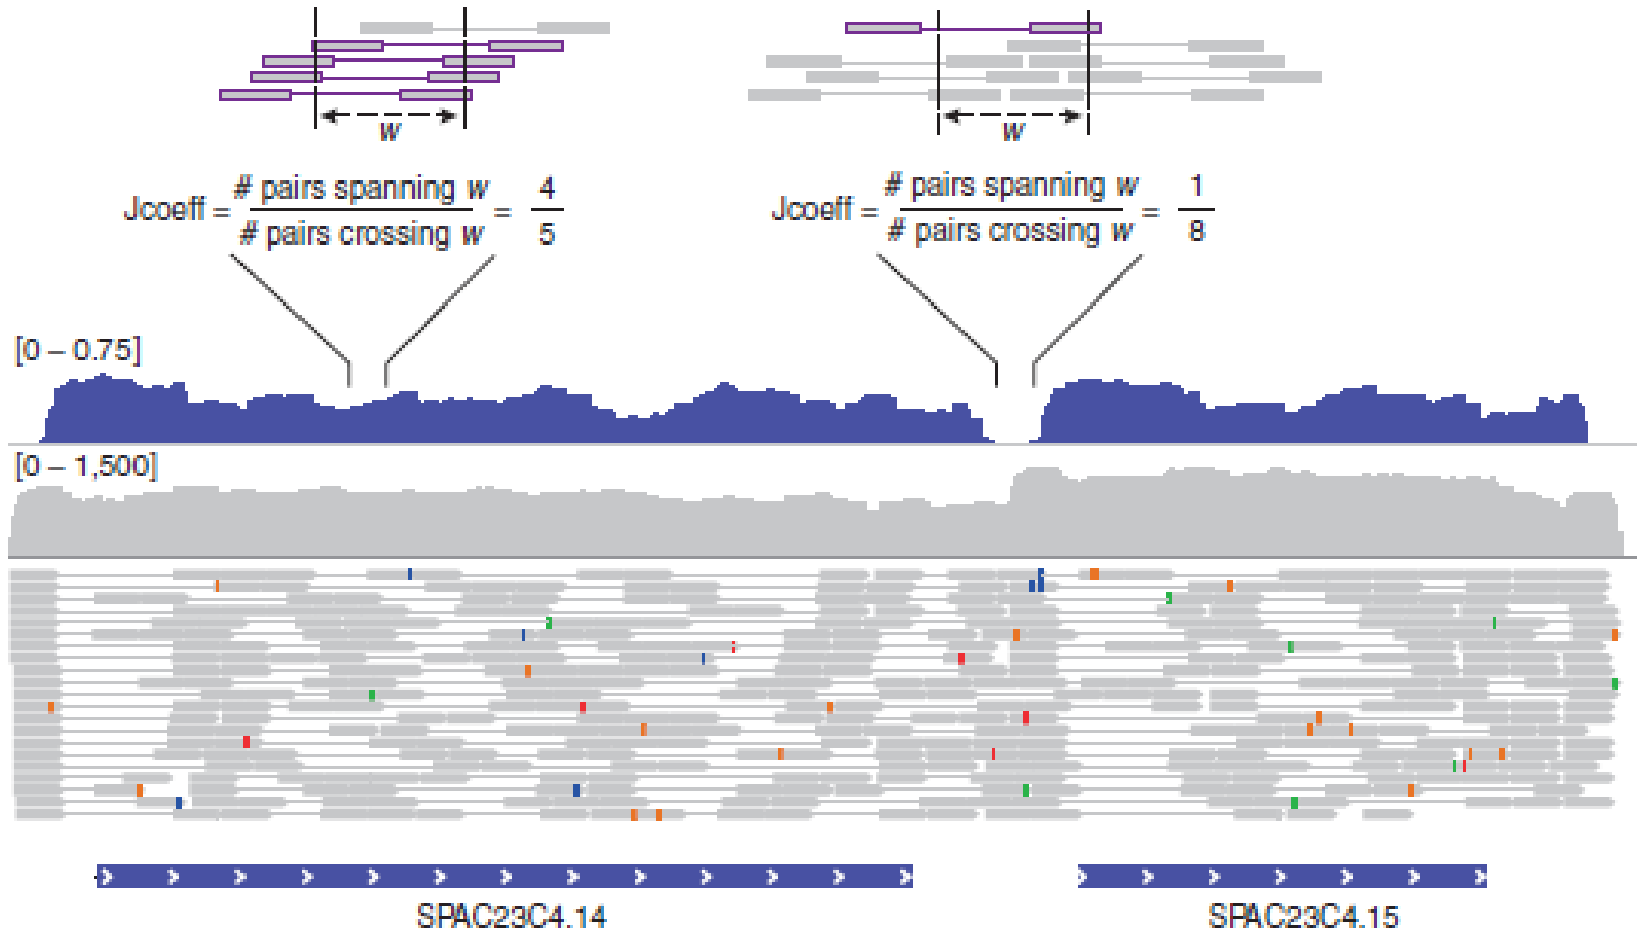 w
w
Jcoeff = # pairs spanning w / # pairs crossing w = 4 / 5
Jcoeff = # pairs spanning w / # pairs crossing w = 1 / 8
[0 – 0.75]
[0 – 1,500]
SPAC23C4.14
SPAC23C4.15